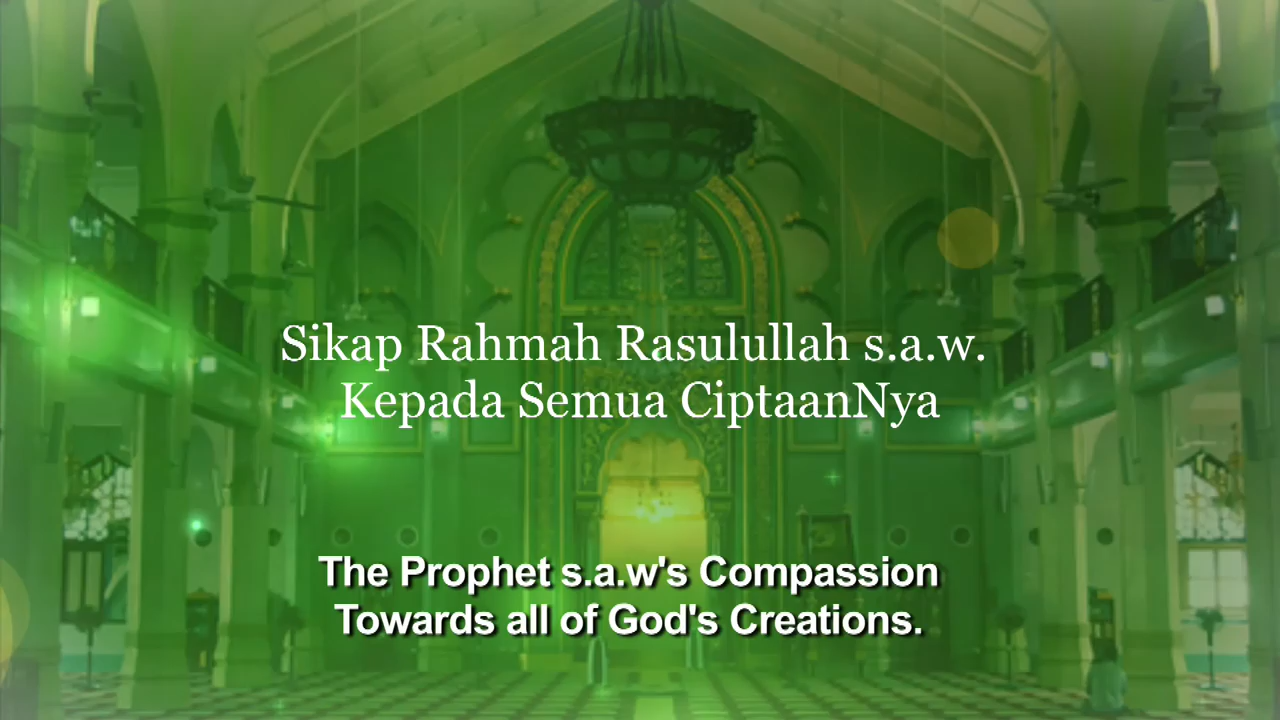 Sikap Rahmah Rasulullah s.a.w.
Kepada Semua CiptaanNya
The Prophet s.a.w's Compassion
Towards all of God's Creations.